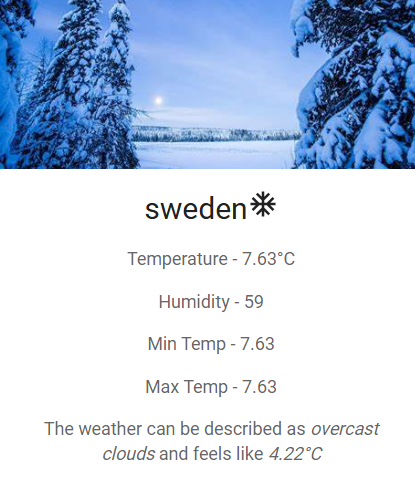 sweden
Temperature - 7.63°C
Humidity - 59
Min Temp - 7.63
Max Temp - 7.63
The weather can be described as overcast
clouds and feels like 4.22°C